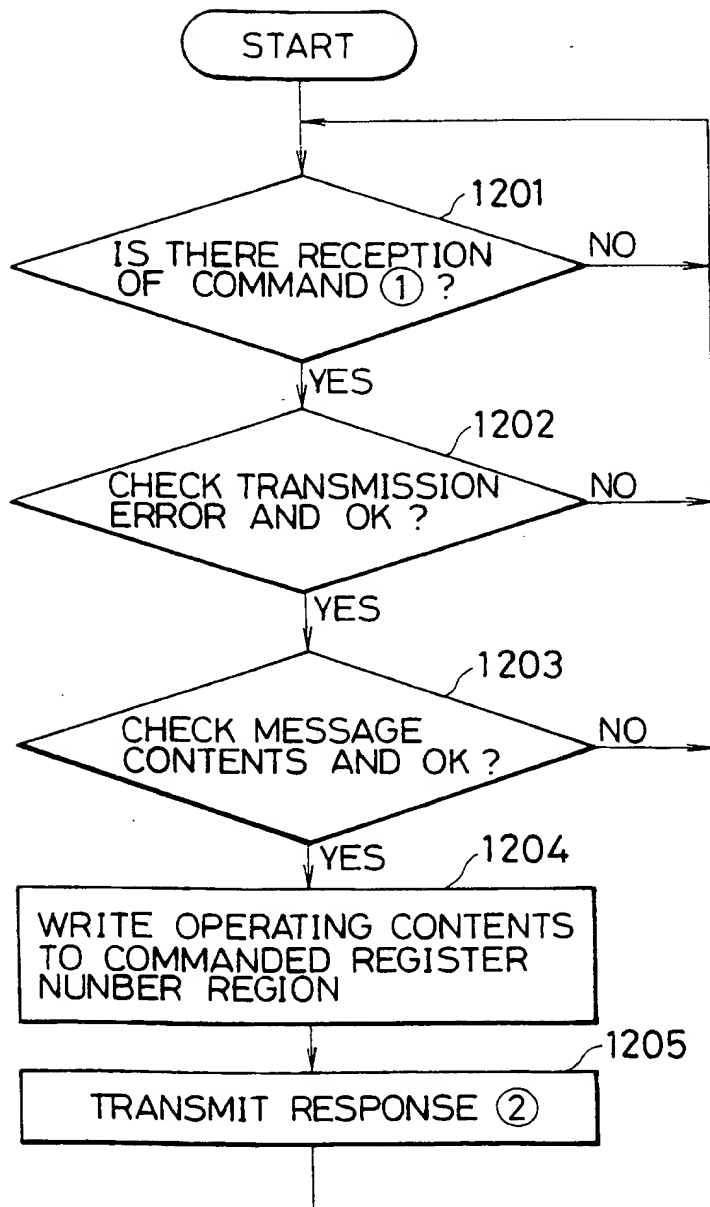 START
1201
IS THERE RECEPTION
OF COMMAND ① ?
NO
YES
1202
CHECK TRANSMISSION
ERROR AND OK ?
NO
YES
1203
CHECK MESSAGE
CONTENTS AND OK ?
NO
YES
1204
WRITE OPERATING CONTENTS
TO COMMANDED REGISTER
NUNBER REGION
1205
TRANSMIT RESPONSE ②